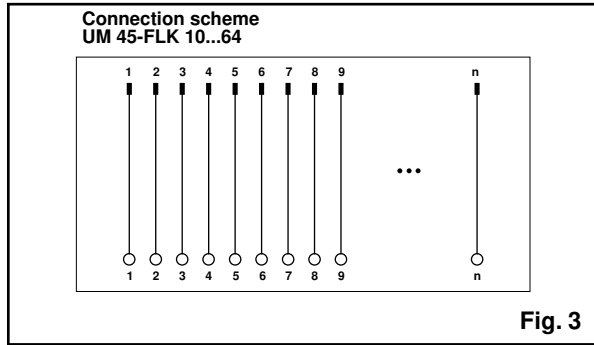 Connection scheme
UM 45-FLK 10...64
1 2 3 4 5 6 7 8 9 n
...
1 2 3 4 5 6 7 8 9 n
Fig. 3